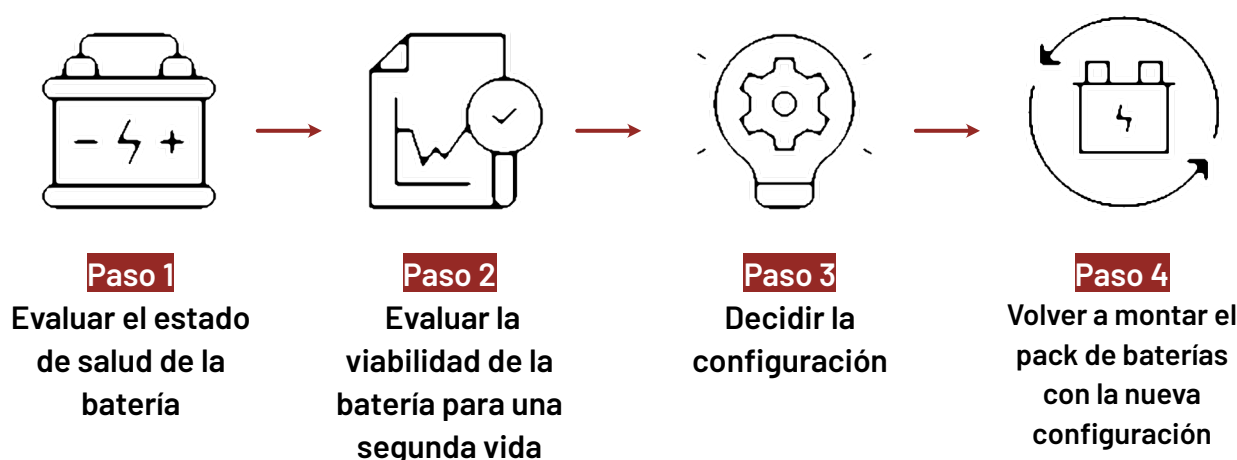 Paso 1
Evaluar el estado
de salud de la
batería
Paso 2
Evaluar la
viabilidad de la
batería para una
segunda vida
Paso 3
Decidir la
configuración
Paso 4
Volver a montar el
pack de baterías
con la nueva
configuración